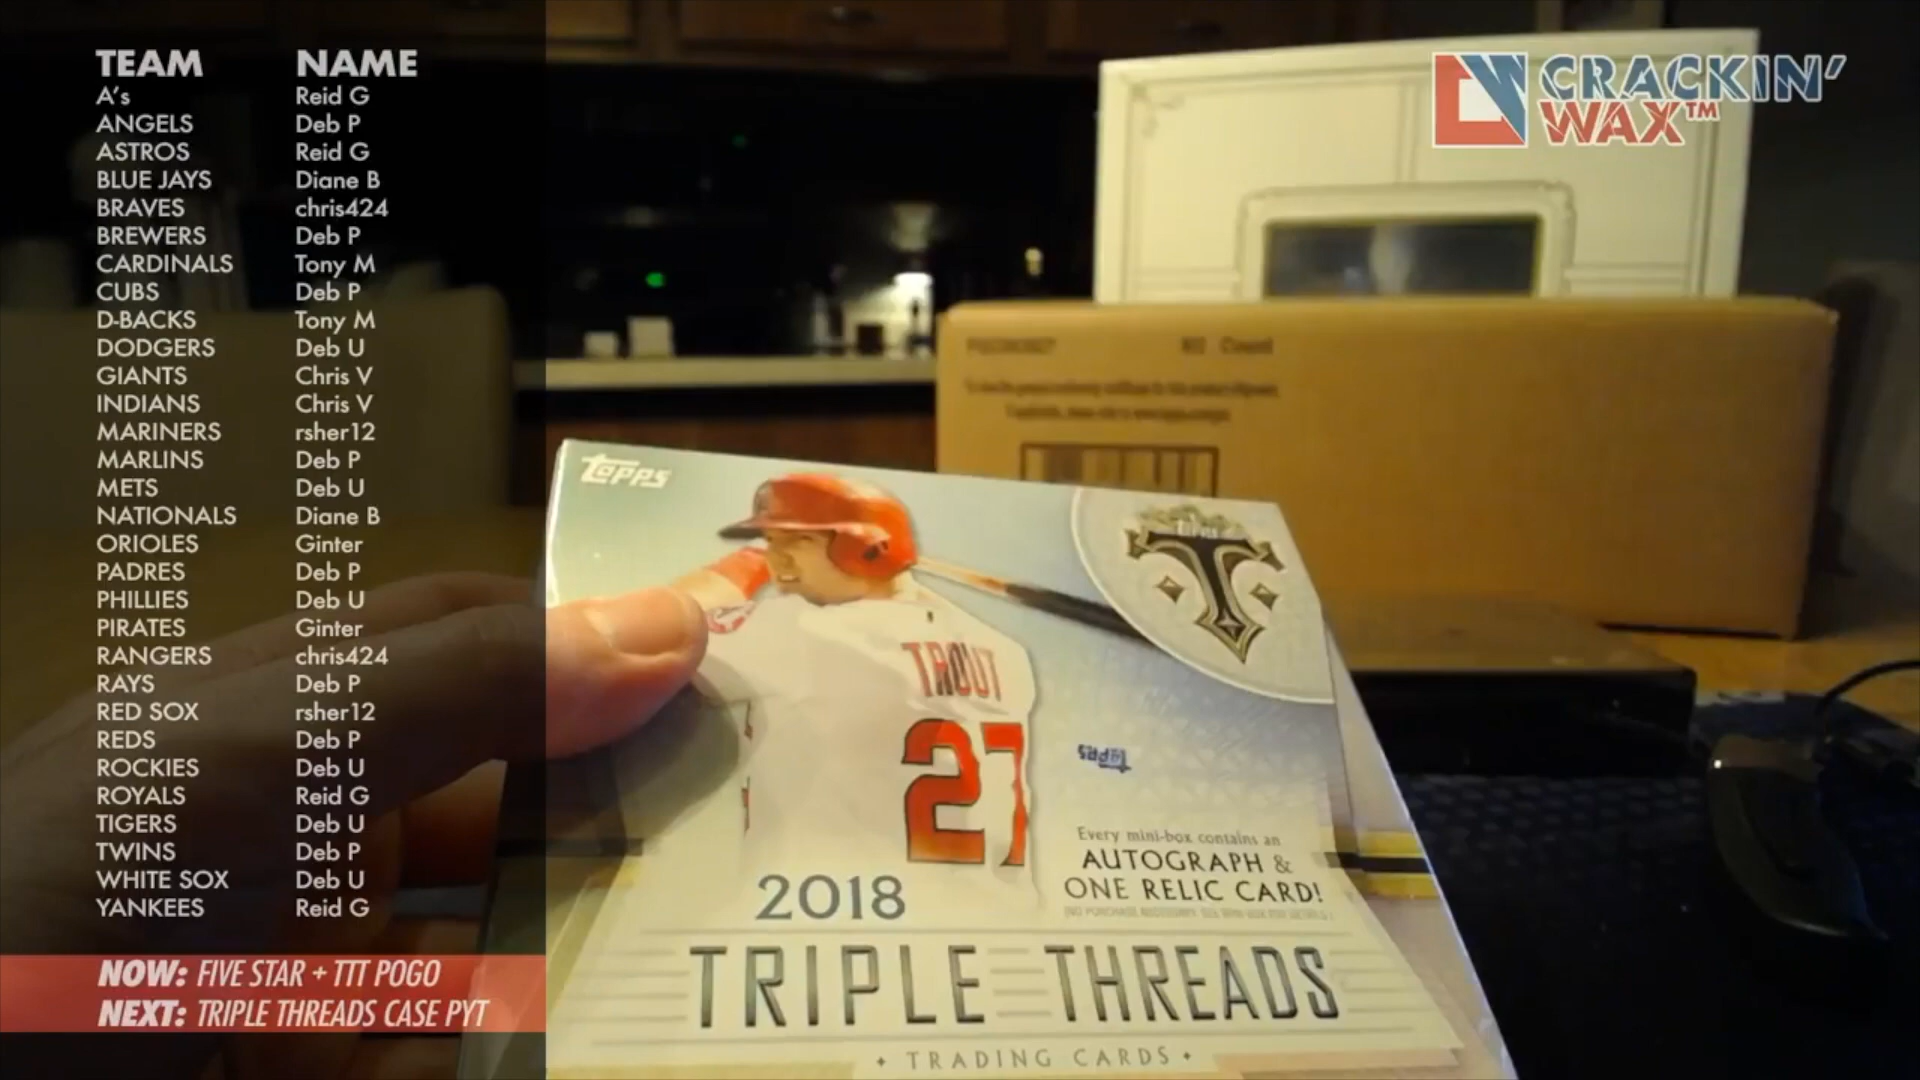 TEAM NAME
A's Reid G
ANGELS Deb P
ASTROS Reid G
BLUE JAYS Diane B
BRAVES chris424
BREWERS Deb P
CARDINALS Tony M
CUBS Deb P
D-BACKS Tony M
DODGERS Deb U
GIANTS Chris V
INDIANS Chris V
MARINERS rsher12
MARLINS Deb P
METS Deb U
NATIONALS Diane B
ORIOLES Ginter
PADRES Deb P
PHILLIES Deb U
PIRATES Ginter
RANGERS chris424
RAYS Deb P
RED SOX rsher12
REDS Deb P
ROCKIES Deb U
ROYALS Reid G
TIGERS Deb U
TWINS Deb P
WHITE SOX Deb U
YANKEES Reid G
NOW: FIVE STAR + TTT POGO
NEXT: TRIPLE THREADS CASE PYT
CRACKIN'
WAX™
Count
topps
T
TROUT
27
topps
Every mini-box contains an
AUTOGRAPH &
ONE RELIC CARD!
2018
TRIPLE THREADS
• TRADING CARDS •